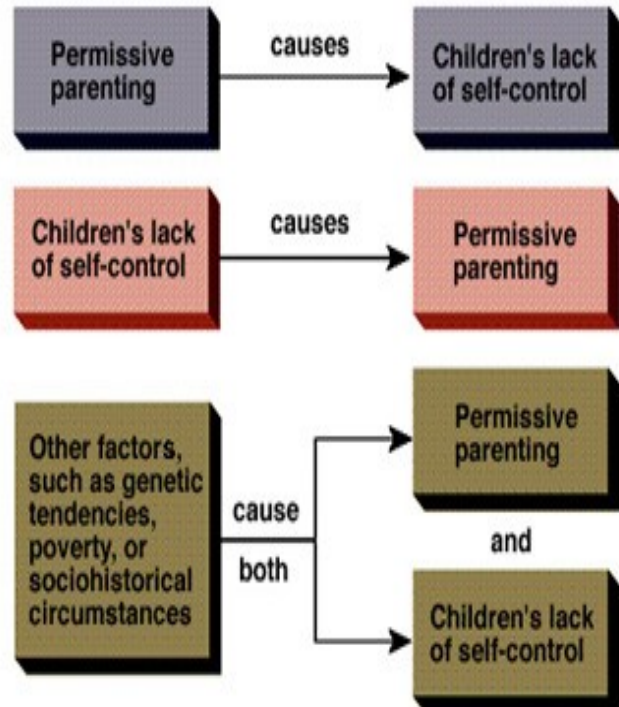 Permissive
parenting
causes
Children's lack
of self-control
Children's lack
of self-control
causes
Permissive
parenting
Other factors,
such as genetic
tendencies,
poverty, or
sociohistorical
circumstances
cause
both
Permissive
parenting
and
Children's lack
of self-control